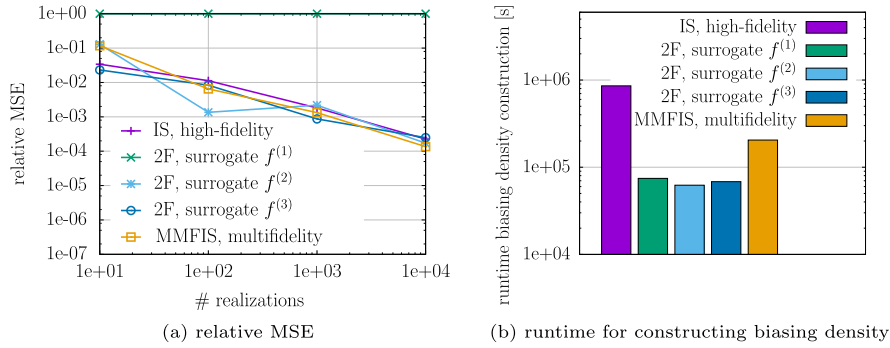 1e+00
1e-01
1e-02
1e-03
1e-04
1e-05
1e-06
1e-07
relative MSE
IS, high-fidelity
2F, surrogate f^(1)
2F, surrogate f^(2)
2F, surrogate f^(3)
MMFIS, multifidelity
1e+01 1e+02 1e+03 1e+04
# realizations
(a) relative MSE
runtime biasing density construction [s]
1e+06
1e+05
1e+04
IS, high-fidelity
2F, surrogate f^(1)
2F, surrogate f^(2)
2F, surrogate f^(3)
MMFIS, multifidelity
(b) runtime for constructing biasing density